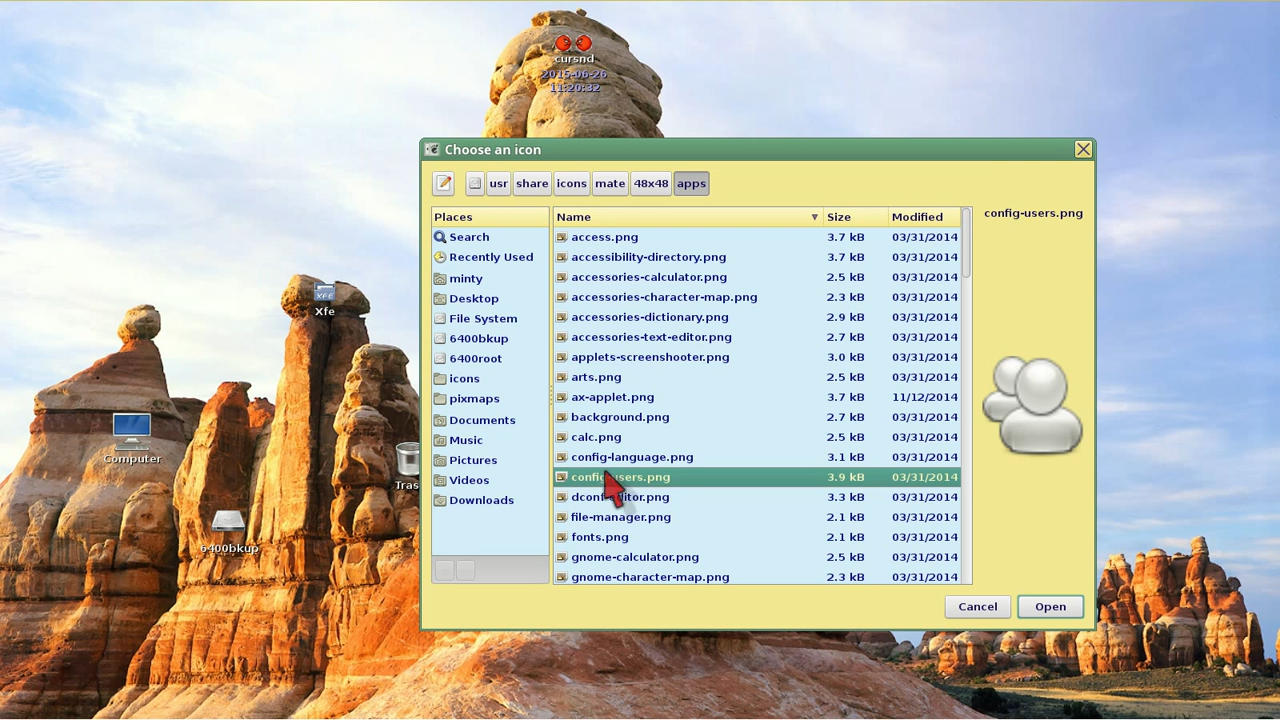 cursnd
2015-06-26
11:20:32
Choose an icon
usr share icons mate 48x48 apps
Places
Search
Recently Used
minty
Desktop
File System
6400bkup
6400root
icons
pixmaps
Documents
Music
Pictures
Videos
Downloads
Name Size Modified
access.png 3.7 kB 03/31/2014
accessibility-directory.png 3.7 kB 03/31/2014
accessories-calculator.png 2.5 kB 03/31/2014
accessories-character-map.png 2.3 kB 03/31/2014
accessories-dictionary.png 2.9 kB 03/31/2014
accessories-text-editor.png 2.7 kB 03/31/2014
applets-screenshooter.png 3.0 kB 03/31/2014
arts.png 2.5 kB 03/31/2014
ax-applet.png 3.7 kB 11/12/2014
background.png 2.7 kB 03/31/2014
calc.png 2.5 kB 03/31/2014
config-language.png 3.1 kB 03/31/2014
config-users.png 3.9 kB 03/31/2014
dconf-editor.png 3.3 kB 03/31/2014
file-manager.png 2.1 kB 03/31/2014
fonts.png 2.1 kB 03/31/2014
gnome-calculator.png 2.5 kB 03/31/2014
gnome-character-map.png 2.3 kB 03/31/2014
config-users.png
Cancel Open
XFE
Xfe
Computer
Tras
6400bkup